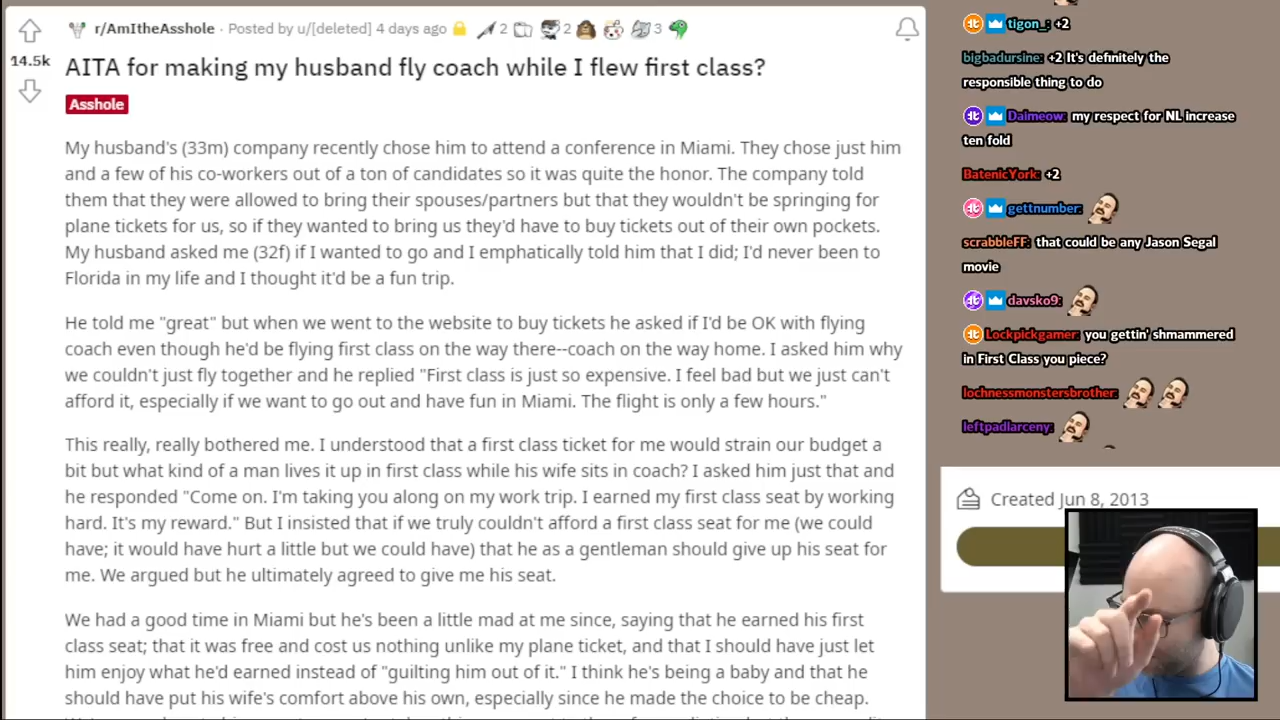 r/AmItheAsshole · Posted by u/[deleted] 4 days ago 2 2 3
14.5k
AITA for making my husband fly coach while I flew first class?
Asshole
My husband's (33m) company recently chose him to attend a conference in Miami. They chose just him
and a few of his co-workers out of a ton of candidates so it was quite the honor. The company told
them that they were allowed to bring their spouses/partners but that they wouldn't be springing for
plane tickets for us, so if they wanted to bring us they'd have to buy tickets out of their own pockets.
My husband asked me (32f) if I wanted to go and I emphatically told him that I did; I'd never been to
Florida in my life and I thought it'd be a fun trip.
He told me "great" but when we went to the website to buy tickets he asked if I'd be OK with flying
coach even though he'd be flying first class on the way there--coach on the way home. I asked him why
we couldn't just fly together and he replied "First class is just so expensive. I feel bad but we just can't
afford it, especially if we want to go out and have fun in Miami. The flight is only a few hours."
This really, really bothered me. I understood that a first class ticket for me would strain our budget a
bit but what kind of a man lives it up in first class while his wife sits in coach? I asked him just that and
he responded "Come on. I'm taking you along on my work trip. I earned my first class seat by working
hard. It's my reward." But I insisted that if we truly couldn't afford a first class seat for me (we could
have; it would have hurt a little but we could have) that he as a gentleman should give up his seat for
me. We argued but he ultimately agreed to give me his seat.
We had a good time in Miami but he's been a little mad at me since, saying that he earned his first
class seat; that it was free and cost us nothing unlike my plane ticket, and that I should have just let
him enjoy what he'd earned instead of "guilting him out of it." I think he's being a baby and that he
should have put his wife's comfort above his own, especially since he made the choice to be cheap.
tigon_: +2
bigbadursine: +2 It's definitely the
responsible thing to do
Daimeow: my respect for NL increase
ten fold
BatenicYork: +2
gettnumber:
scrabbleFF: that could be any Jason Segal
movie
davsko9:
Lockpickgamer: you gettin' shmammered
in First Class you piece?
lochnessmonstersbrother:
leftpadlarceny:
Created Jun 8, 2013